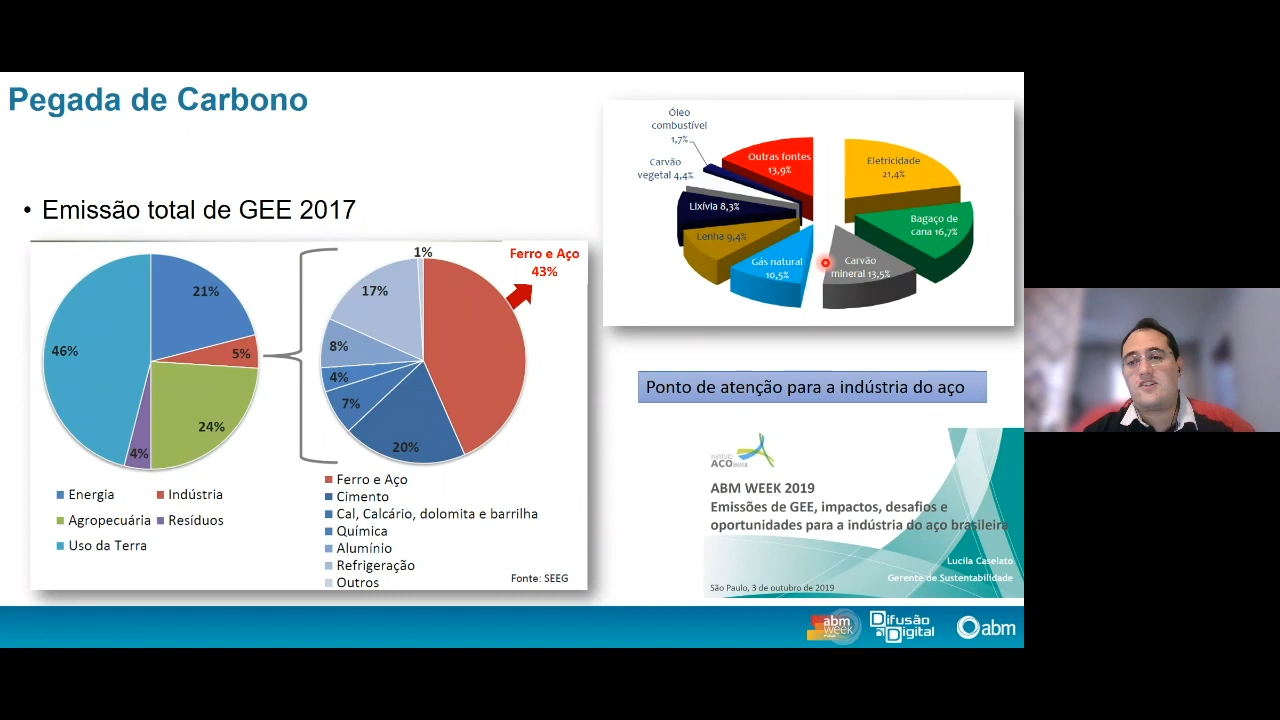 Pegada de Carbono
• Emissão total de GEE 2017
21%
5%
24%
4%
46%
Energia
Indústria
Agropecuária
Resíduos
Uso da Terra
1%
17%
8%
4%
7%
20%
Ferro e Aço
43%
Ferro e Aço
Cimento
Cal, Calcário, dolomita e barrilha
Química
Alumínio
Refrigeração
Outros
Fonte: SEEG
Óleo
combustível
1,7%
Carvão
vegetal 4,4%
Outras fontes
13,9%
Eletricidade
21,4%
Lixívia 8,3%
Bagaço de
cana 16,7%
Lenha 9,4%
Gás natural
10,5%
Carvão
mineral 13,5%
Ponto de atenção para a indústria do aço
INSTITUTO
AÇO BRASIL
ABM WEEK 2019
Emissões de GEE, impactos, desafios e
oportunidades para a indústria do aço brasileira
Lucila Caselato
Gerente de Sustentabilidade
São Paulo, 3 de outubro de 2019
abm
week
Difusão
Digital
abm